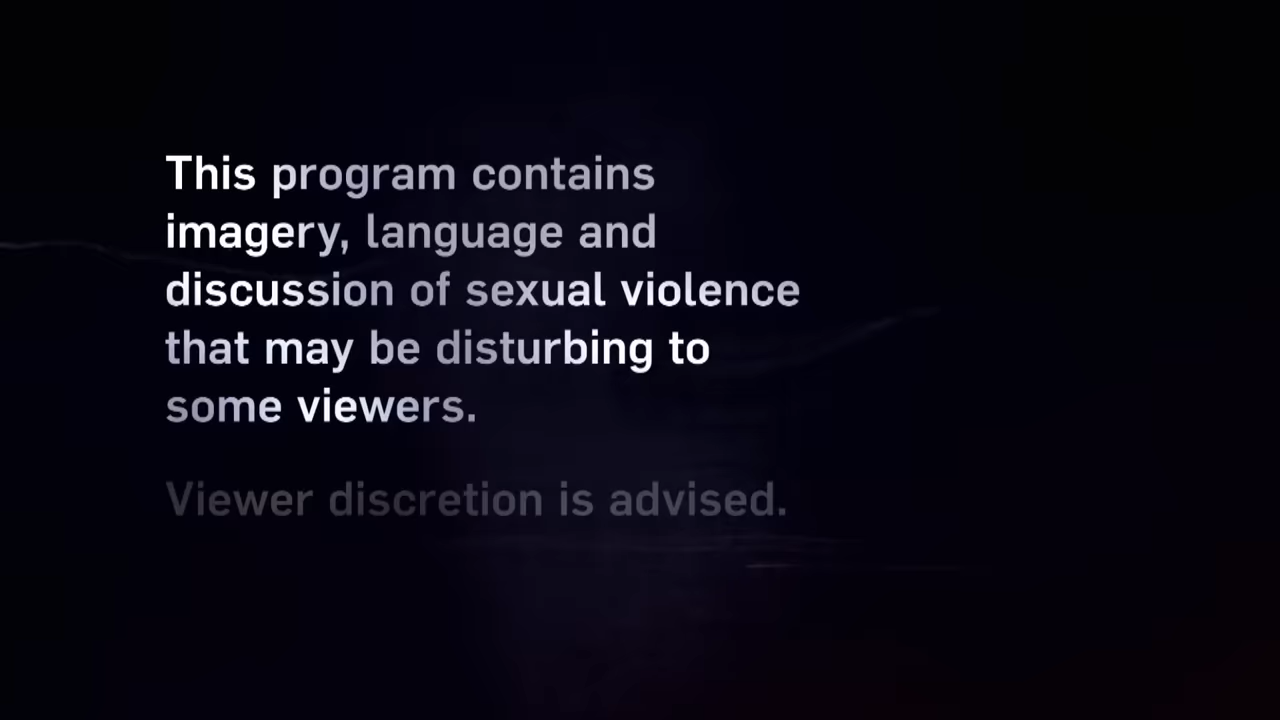 This program contains
imagery, language and
discussion of sexual violence
that may be disturbing to
some viewers.
Viewer discretion is advised.